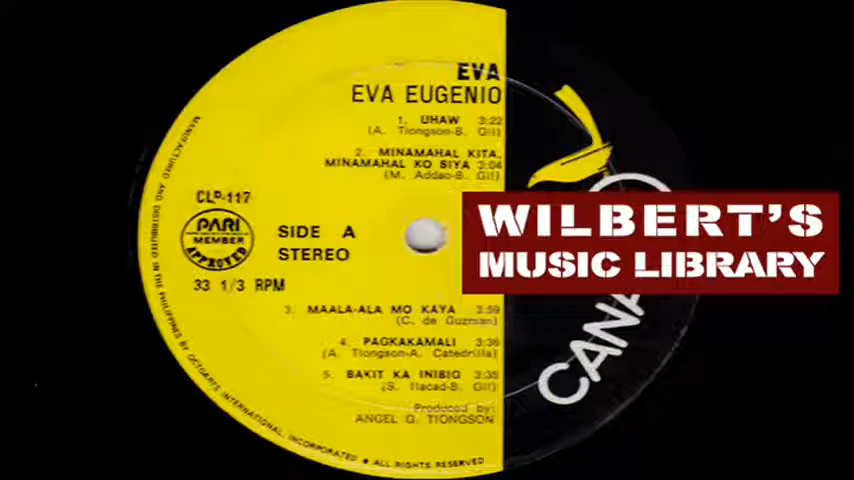 EVA
EVA EUGENIO
1. UHAW 3:22
(A. Tiongson-B. Gil)
2. MINAMAHAL KITA,
MINAMAHAL KO SIYA 3:04
(M. Addao-B. Gil)
CLP-117
PARI
MEMBER
APPROVED
SIDE A
STEREO
33 1/3 RPM
WILBERT'S
MUSIC LIBRARY
3. MAALA-ALA MO KAYA 3:59
(C. de Guzman)
4. PAGKAKAMALI 3:36
(A. Tiongson-A. Catedrilla)
5. BAKIT KA INIBIG 3:35
(S. Ilacad-B. Gil)
Produced by:
ANGEL G. TIONGSON
CANA
MANUFACTURED AND DISTRIBUTED IN THE PHILIPPINES BY OCTOARTS INTERNATIONAL, INCORPORATED ● ALL RIGHTS RESERVED